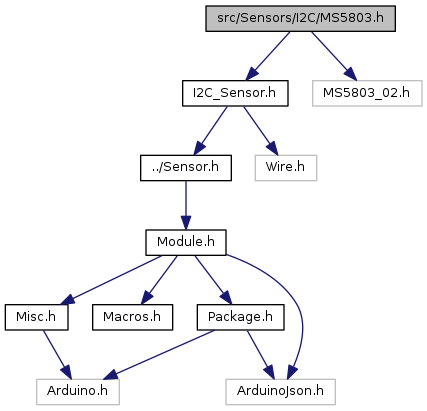 src/Sensors/I2C/MS5803.h
I2C_Sensor.h
MS5803_02.h
../Sensor.h
Wire.h
Module.h
Misc.h
Macros.h
Package.h
Arduino.h
ArduinoJson.h